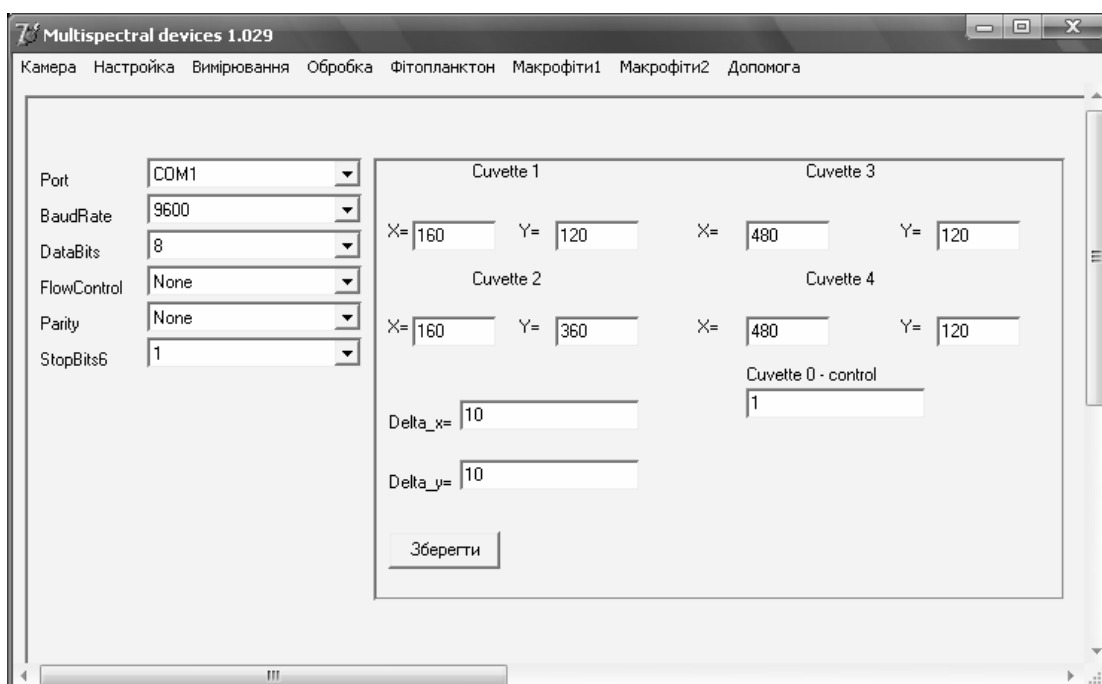 Multispectral devices 1.029
Камера Настройка Вимірювання Обробка Фітопланктон Макрофіти1 Макрофіти2 Допомога
Port COM1
BaudRate 9600
DataBits 8
FlowControl None
Parity None
StopBits6 1
Cuvette 1 Cuvette 3
X= 160 Y= 120 X= 480 Y= 120
Cuvette 2 Cuvette 4
X= 160 Y= 360 X= 480 Y= 120
Cuvette 0 - control
1
Delta_x= 10
Delta_y= 10
Зберегти